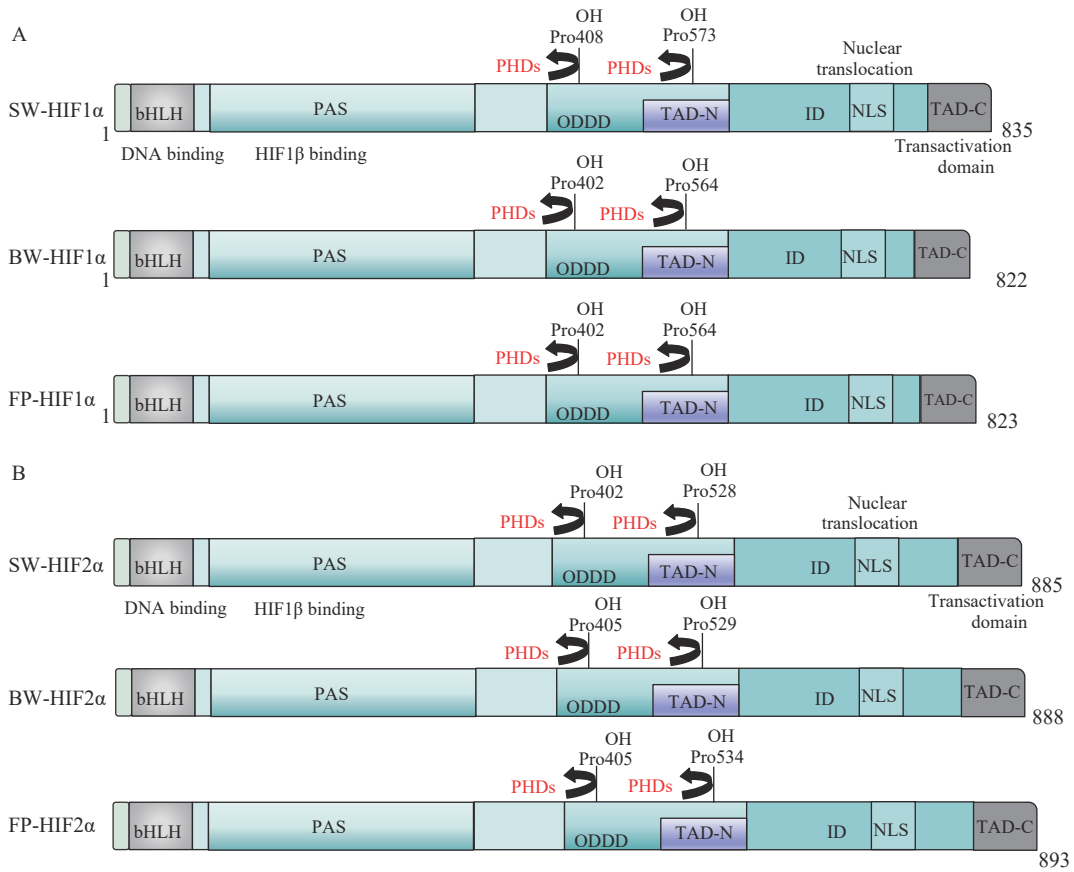 A
OH OH
Pro408 Pro573
Nuclear
translocation
PHDs PHDs
SW-HIF1α bHLH PAS ODDD TAD-N ID NLS TAD-C
1 835
DNA binding HIF1β binding Transactivation
domain
OH OH
Pro402 Pro564
PHDs PHDs
BW-HIF1α bHLH PAS ODDD TAD-N ID NLS TAD-C
1 822
OH OH
Pro402 Pro564
PHDs PHDs
FP-HIF1α bHLH PAS ODDD TAD-N ID NLS TAD-C
1 823
B
OH OH
Pro402 Pro528
Nuclear
translocation
PHDs PHDs
SW-HIF2α bHLH PAS ODDD TAD-N ID NLS TAD-C
885
DNA binding HIF1β binding Transactivation
domain
OH OH
Pro405 Pro529
PHDs PHDs
BW-HIF2α bHLH PAS ODDD TAD-N ID NLS TAD-C
888
OH OH
Pro405 Pro534
PHDs PHDs
FP-HIF2α bHLH PAS ODDD TAD-N ID NLS TAD-C
893